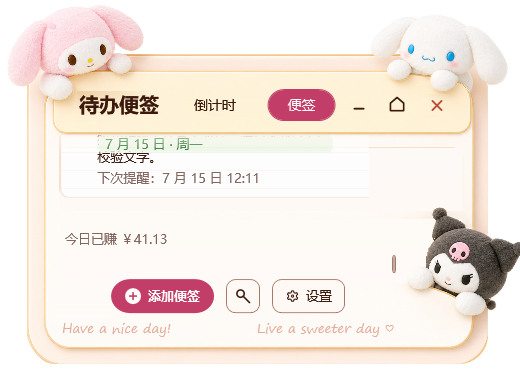 待办便签
倒计时
便签
7 月 15 日 · 周一
校验文字。
下次提醒：7 月 15 日 12:11
今日已赚 ¥41.13
添加便签
设置
Have a nice day!
Live a sweeter day ♡